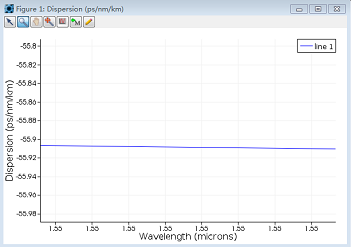 Figure 1: Dispersion (ps/nm/km)
M
line 1
-55.8
-55.82
-55.84
-55.86
-55.88
-55.9
-55.92
-55.94
-55.96
-55.98
Dispersion (ps/nm/km)
1.55 1.55 1.55 1.55 1.55 1.55 1.55 1.55
Wavelength (microns)